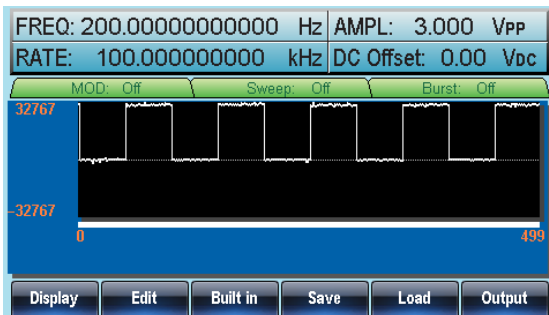 FREQ: 200.00000000000 Hz AMPL: 3.000 VPP
RATE: 100.0000000000 kHz DC Offset: 0.00 VDC
MOD: Off Sweep: Off Burst: Off
32767
-32767
0 499
Display Edit Built in Save Load Output